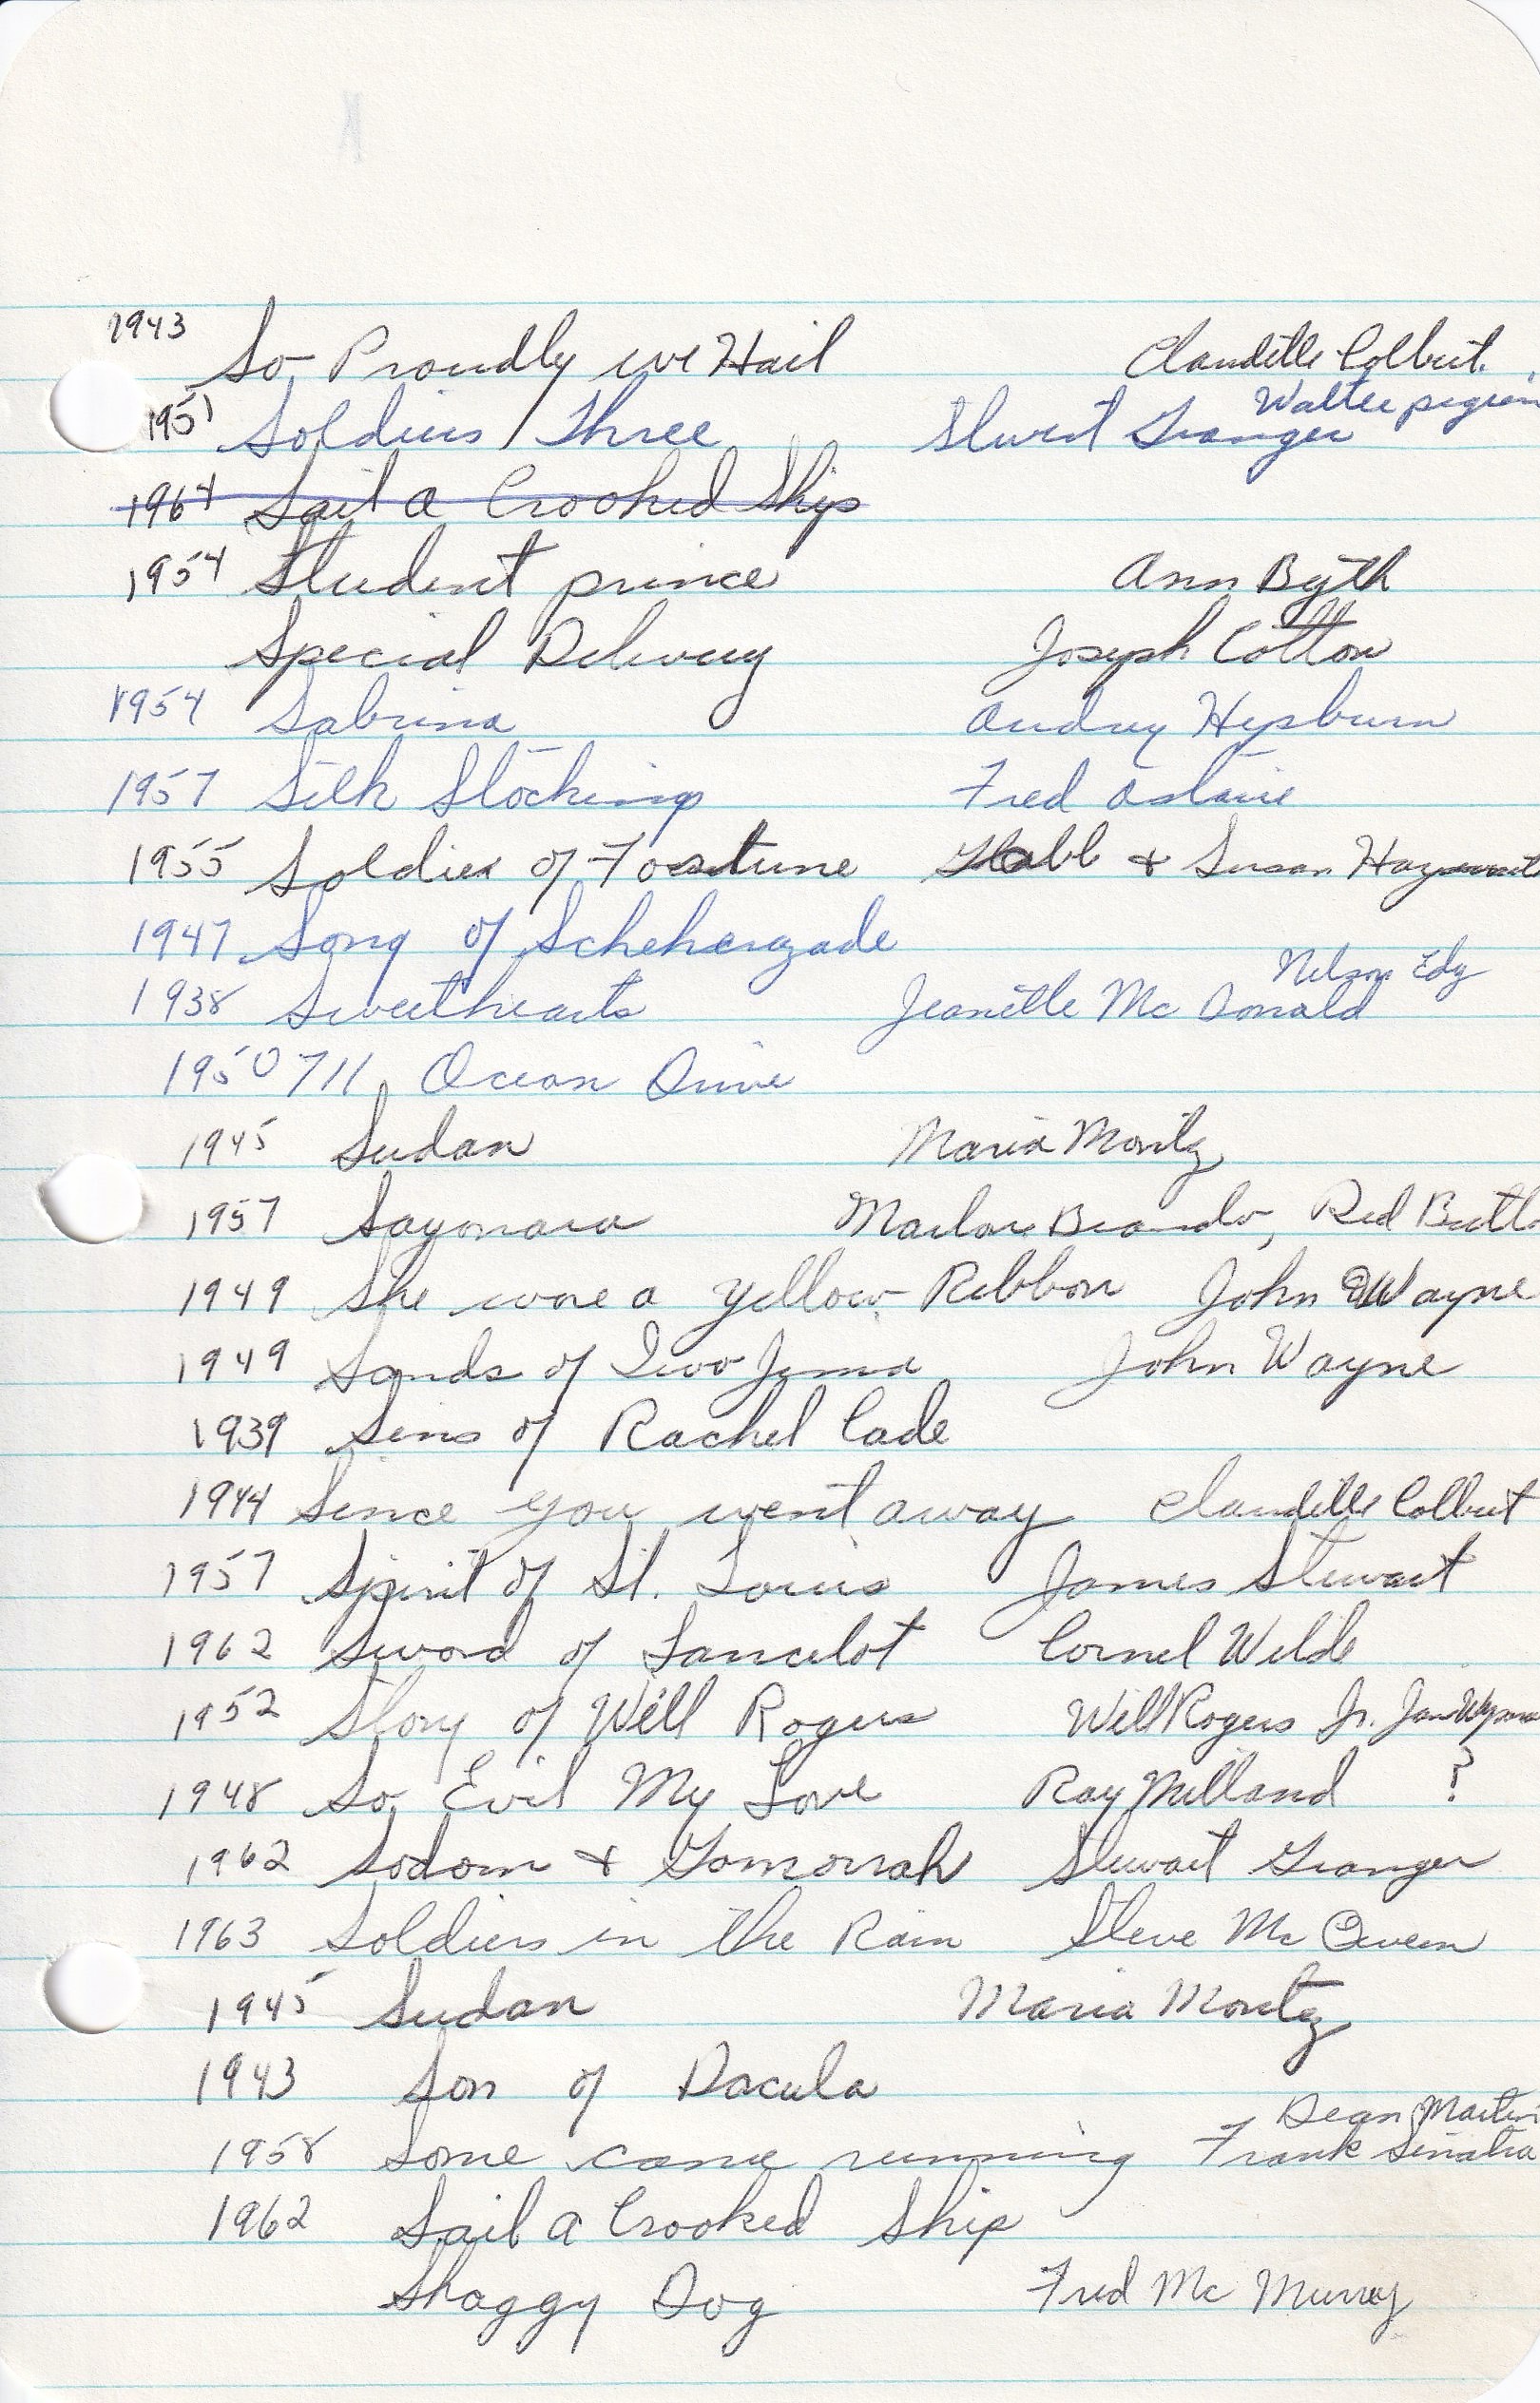 1943 So Proudly we Hail Claudette Colbert.
Walter pigeon
1951 Soldiers Three Stwert Granger
1964 Sail a Crooked Ship
1954 Student prince Ann Blyth
Special Delivery Joseph Cotton
1954 Sabrina Audrey Hepburn
1957 Silk Stockings Fred Astaire
1955 Soldier of Fortune & Susan Hayward
1947 Song of Scheherzade
Nelson Edy
1938 Sweethearts Jeanette Mc Donald
1950 711 Ocean Drive
1945 Sudan Maria Montz
1957 Sayonara Marlon Brando, Red Butt
1949 She wore a yellow Ribbon John Wayne
1949 Sands of Iwo Jima John Wayne
1939 Sins of Rachel Cade
1944 Since you went away Claudette Colbert
1957 Spirit of St. Louis James Stewart
1962 Sword of Lancelot Cornel Wilde
1952 Story of Will Rogers Will Rogers Jr. Jane Wyman
1948 So Evil My Love Ray Milland ?
1962 Sodom & Gomorrah Stewart Granger
1963 Soldiers in the Rain Steve Mc Queen
1945 Sudan Maria Montez
1943 Son of Dacula
Dean Martin
1958 Some came running Frank Sinatra
1962 Sail a Crooked Ship
Shaggy Dog Fred Mc Murray